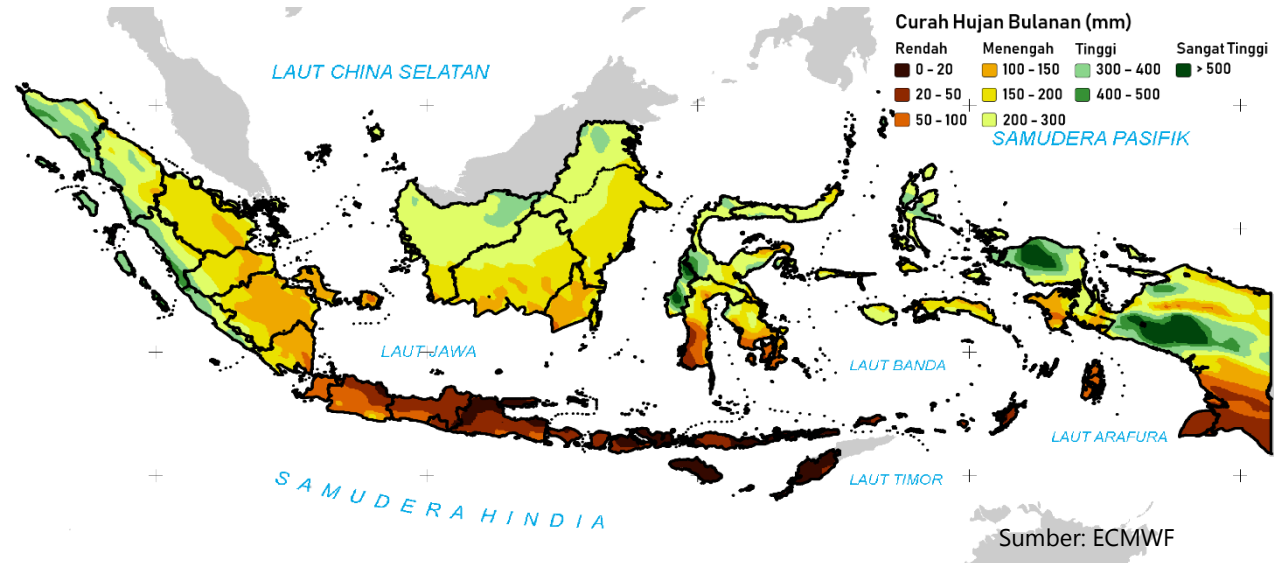 Curah Hujan Bulanan (mm)
Rendah Menengah Tinggi Sangat Tinggi
0 - 20 100 - 150 300 - 400 > 500
20 - 50 150 - 200 400 - 500
50 - 100 200 - 300
LAUT CHINA SELATAN
SAMUDERA PASIFIK
LAUT JAWA
LAUT BANDA
LAUT ARAFURA
LAUT TIMOR
SAMUDERA HINDIA
Sumber: ECMWF